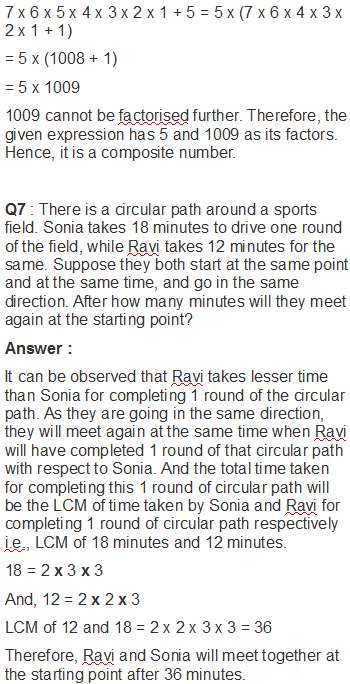 7 x 6 x 5 x 4 x 3 x 2 x 1 + 5 = 5 x (7 x 6 x 4 x 3 x
2 x 1 + 1)
= 5 x (1008 + 1)
= 5 x 1009
1009 cannot be factorised further. Therefore, the
given expression has 5 and 1009 as its factors.
Hence, it is a composite number.
Q7 : There is a circular path around a sports
field. Sonia takes 18 minutes to drive one round
of the field, while Ravi takes 12 minutes for the
same. Suppose they both start at the same point
and at the same time, and go in the same
direction. After how many minutes will they meet
again at the starting point?
Answer :
It can be observed that Ravi takes lesser time
than Sonia for completing 1 round of the circular
path. As they are going in the same direction,
they will meet again at the same time when Ravi
will have completed 1 round of that circular path
with respect to Sonia. And the total time taken
for completing this 1 round of circular path will
be the LCM of time taken by Sonia and Ravi for
completing 1 round of circular path respectively
i.e., LCM of 18 minutes and 12 minutes.
18 = 2 x 3 x 3
And, 12 = 2 x 2 x 3
LCM of 12 and 18 = 2 x 2 x 3 x 3 = 36
Therefore, Ravi and Sonia will meet together at
the starting point after 36 minutes.